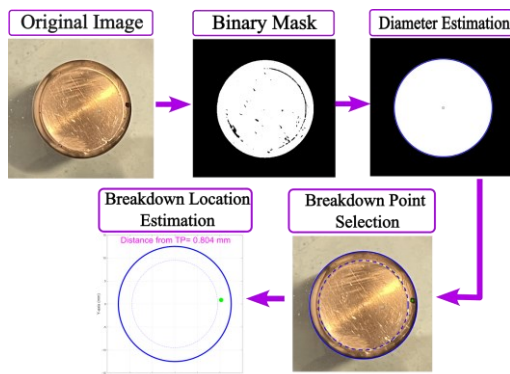 Original Image
Binary Mask
Diameter Estimation
Breakdown Location
Estimation
Breakdown Point
Selection
Distance from TP= 0.804 mm